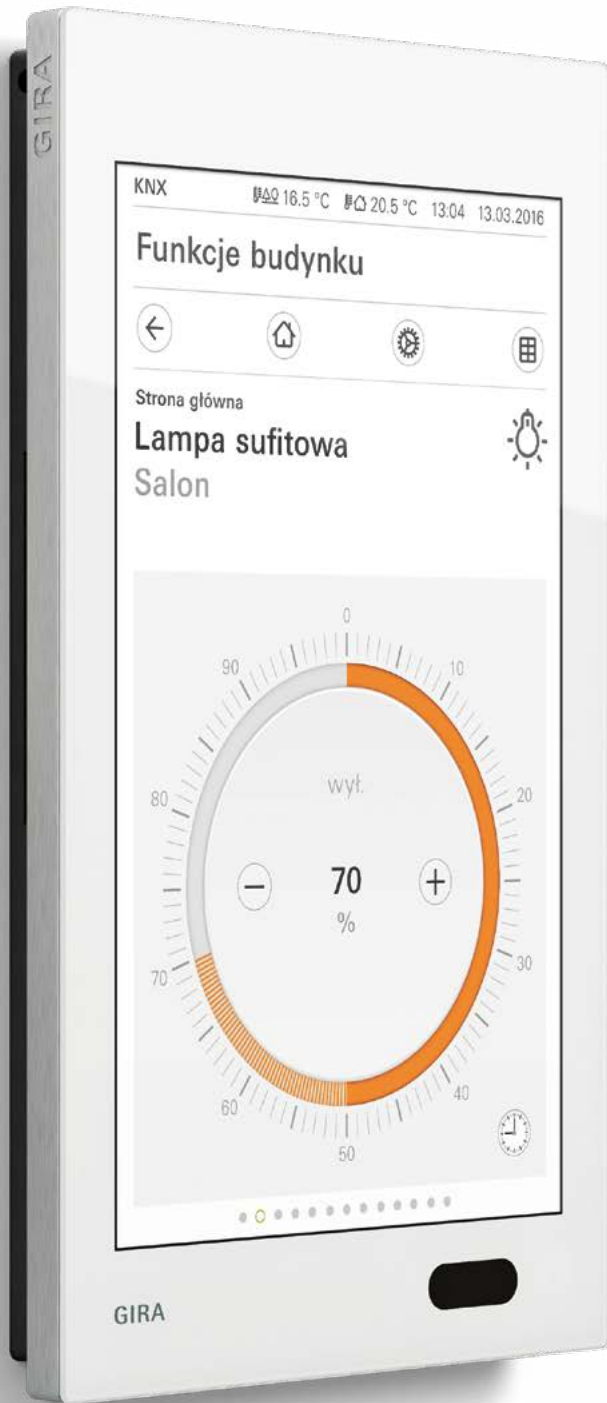 GIRA
KNX 16.5 °C 20.5 °C 13:04 13.03.2016
Funkcje budynku
Strona główna
Lampa sufitowa
Salon
0
90 10
wył.
80 20
70
%
70 30
60 40
50
GIRA